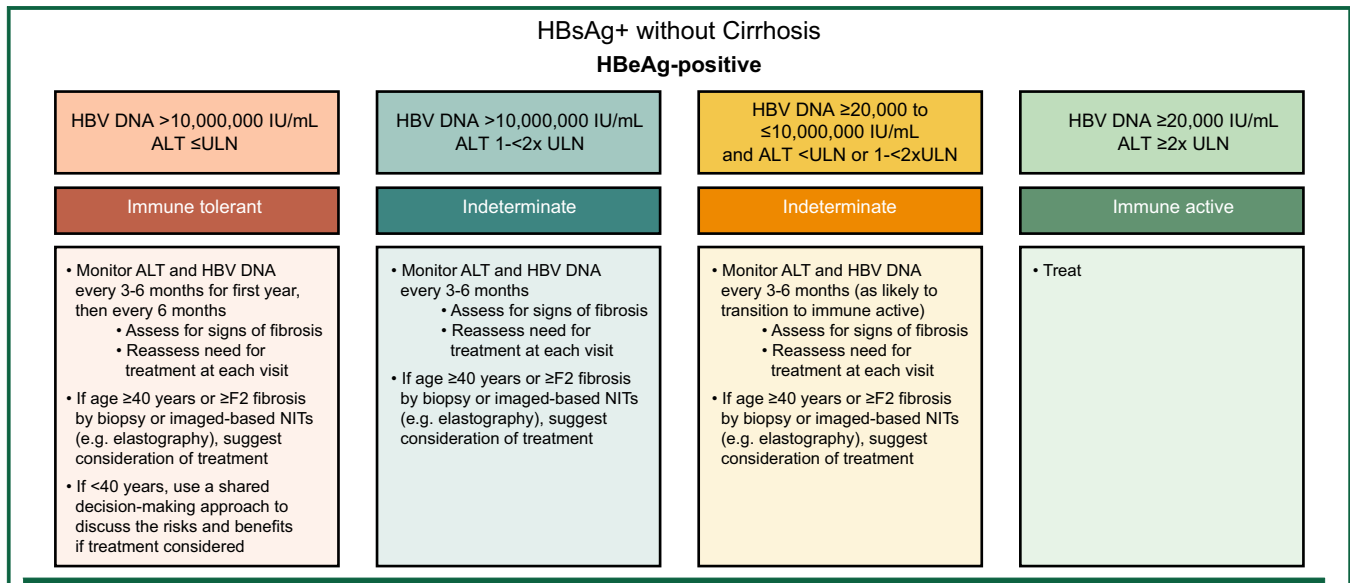 HBsAg+ without Cirrhosis
HBeAg-positive
HBV DNA >10,000,000 IU/mL
ALT ≤ULN
Immune tolerant
• Monitor ALT and HBV DNA
every 3-6 months for first year,
then every 6 months
• Assess for signs of fibrosis
• Reassess need for
treatment at each visit
• If age ≥40 years or ≥F2 fibrosis
by biopsy or imaged-based NITs
(e.g. elastography), suggest
consideration of treatment
• If <40 years, use a shared
decision-making approach to
discuss the risks and benefits
if treatment considered
HBV DNA >10,000,000 IU/mL
ALT 1-<2x ULN
Indeterminate
• Monitor ALT and HBV DNA
every 3-6 months
• Assess for signs of fibrosis
• Reassess need for
treatment at each visit
• If age ≥40 years or ≥F2 fibrosis
by biopsy or imaged-based NITs
(e.g. elastography), suggest
consideration of treatment
HBV DNA ≥20,000 to
≤10,000,000 IU/mL
and ALT <ULN or 1-<2xULN
Indeterminate
• Monitor ALT and HBV DNA
every 3-6 months (as likely to
transition to immune active)
• Assess for signs of fibrosis
• Reassess need for
treatment at each visit
• If age ≥40 years or ≥F2 fibrosis
by biopsy or imaged-based NITs
(e.g. elastography), suggest
consideration of treatment
HBV DNA ≥20,000 IU/mL
ALT ≥2x ULN
Immune active
• Treat